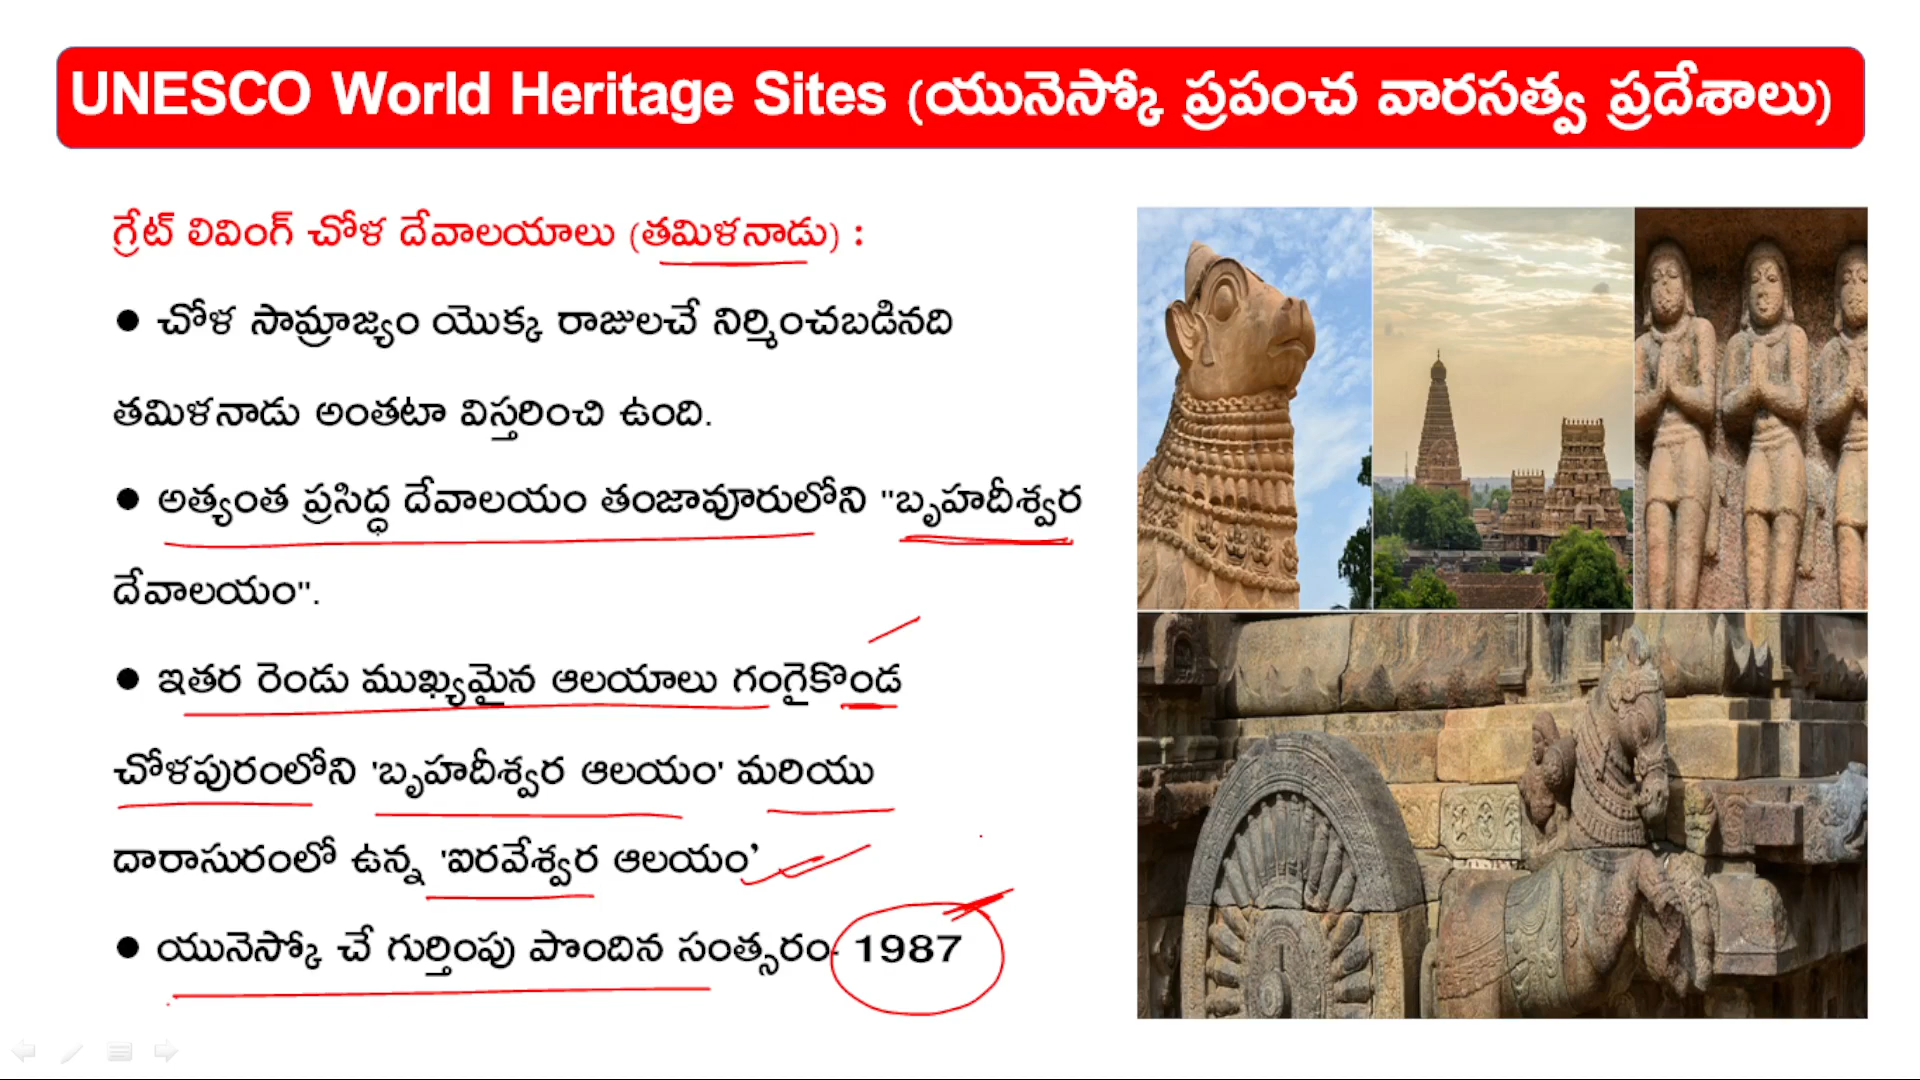 UNESCO World Heritage Sites (యునెస్కో ప్రపంచ వారసత్వ ప్రదేశాలు)
గ్రేట్ లివింగ్ చోళ దేవాలయాలు (తమిళనాడు) :
● చోళ సామ్రాజ్యం యొక్క రాజులచే నిర్మించబడినది
తమిళనాడు అంతటా విస్తరించి ఉంది.
● అత్యంత ప్రసిద్ధ దేవాలయం తంజావూరులోని "బృహదీశ్వర
దేవాలయం".
● ఇతర రెండు ముఖ్యమైన ఆలయాలు గంగైకొండ
చోళపురంలోని 'బృహదీశ్వర ఆలయం' మరియు
దారాసురంలో ఉన్న 'ఐరవేశ్వర ఆలయం'
● యునెస్కో చే గుర్తింపు పొందిన సంత్సరం- 1987